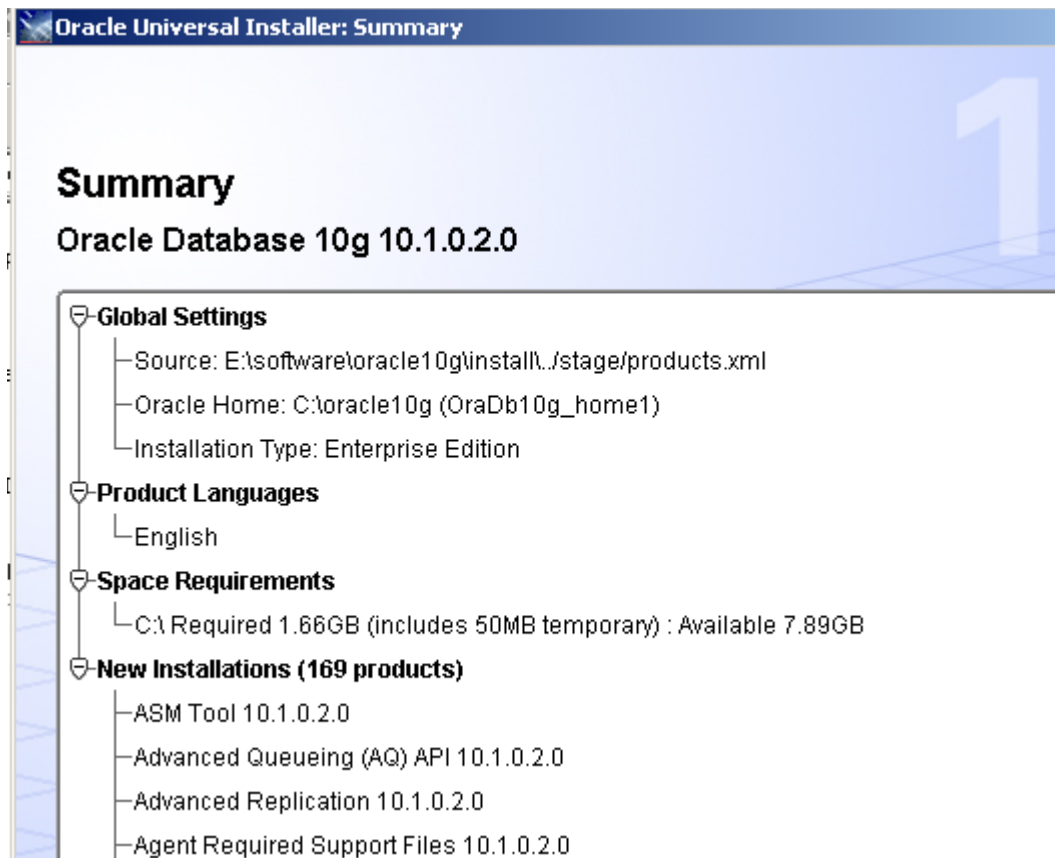 Oracle Universal Installer: Summary
1
Summary
Oracle Database 10g 10.1.0.2.0
Global Settings
Source: E:\software\oracle10g\install\../stage/products.xml
Oracle Home: C:\oracle10g (OraDb10g_home1)
Installation Type: Enterprise Edition
Product Languages
English
Space Requirements
C:\ Required 1.66GB (includes 50MB temporary) : Available 7.89GB
New Installations (169 products)
ASM Tool 10.1.0.2.0
Advanced Queueing (AQ) API 10.1.0.2.0
Advanced Replication 10.1.0.2.0
Agent Required Support Files 10.1.0.2.0